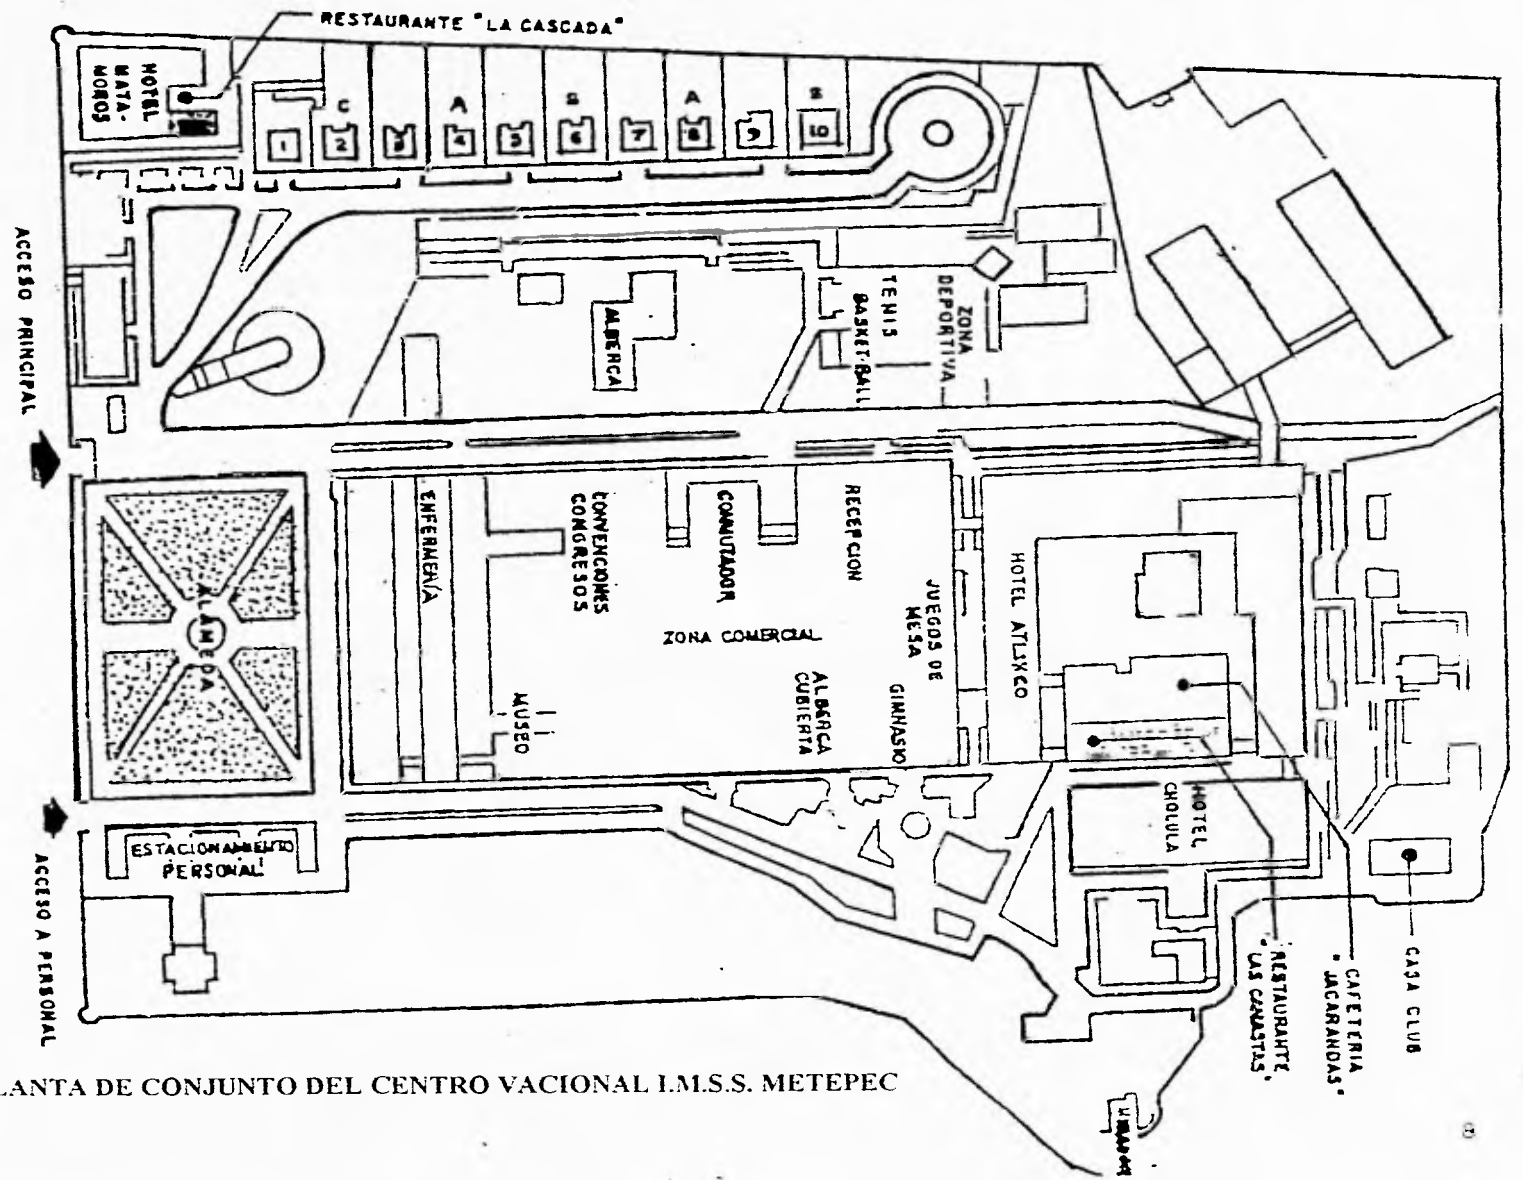 RESTAURANTE "LA CASCADA"
HOTEL
MATA-
MOROS
C A S A S
1 2 3 4 5 6 7 8 9 10
ACCESO PRINCIPAL
ALBERCA
TENIS
BASKET-BALL
ZONA
DEPORTIVA
ALAMEDA
ENFERMERÍA
CONVENCIONES
CONGRESOS
CONMUTADOR
RECEPCION
ZONA COMERCIAL
MUSEO
ALBERCA
CUBIERTA
JUEGOS DE
MESA
GIMNASIO
HOTEL ATLIXCO
HOTEL
CHOLULA
ESTACIONAMIENTO
PERSONAL
ACCESO A PERSONAL
RESTAURANTE
CAFETERIA
"JACARANDAS"
CASA CLUB
MIRADOR
LANTA DE CONJUNTO DEL CENTRO VACIONAL I.M.S.S. METEPEC
8